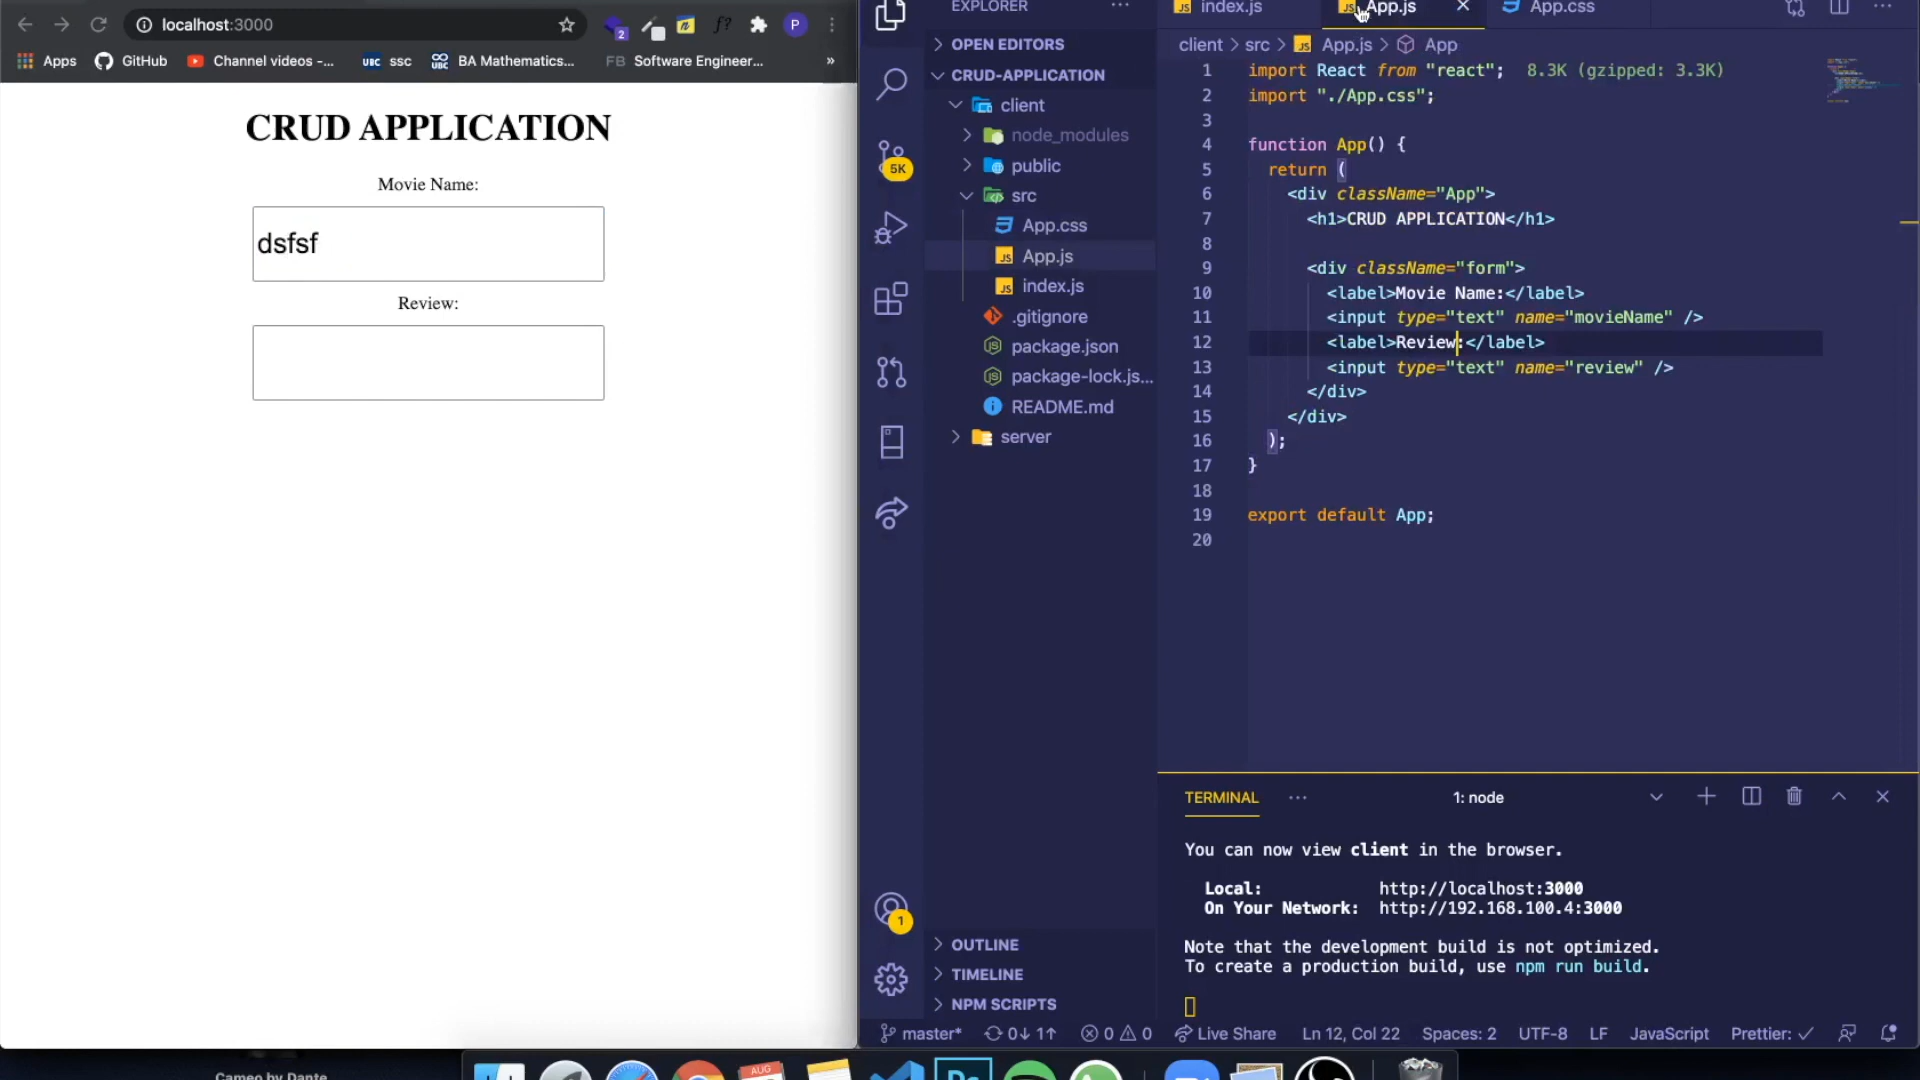 localhost:3000
2
f?
P
Apps
GitHub
Channel videos -...
UBC ssc
BA Mathematics...
FB Software Engineer...
»
CRUD APPLICATION
Movie Name:
dsfsf
Review:
5K
1
EXPLORER
OPEN EDITORS
CRUD-APPLICATION
client
node_modules
public
src
App.css
JS App.js
JS index.js
.gitignore
package.json
package-lock.js...
README.md
server
OUTLINE
TIMELINE
NPM SCRIPTS
JS index.js
JS App.js
App.css
client > src > JS App.js > App
1 import React from "react"; 8.3K (gzipped: 3.3K)
2 import "./App.css";
3
4 function App() {
5 return (
6 <div className="App">
7 <h1>CRUD APPLICATION</h1>
8
9 <div className="form">
10 <label>Movie Name:</label>
11 <input type="text" name="movieName" />
12 <label>Review:</label>
13 <input type="text" name="review" />
14 </div>
15 </div>
16 );
17 }
18
19 export default App;
20
TERMINAL
1: node
You can now view client in the browser.
Local: http://localhost:3000
On Your Network: http://192.168.100.4:3000
Note that the development build is not optimized.
To create a production build, use npm run build.
master* 0↓ 1↑ 0 0 Live Share Ln 12, Col 22 Spaces: 2 UTF-8 LF JavaScript Prettier: ✓
Cameo by Dante
AUG